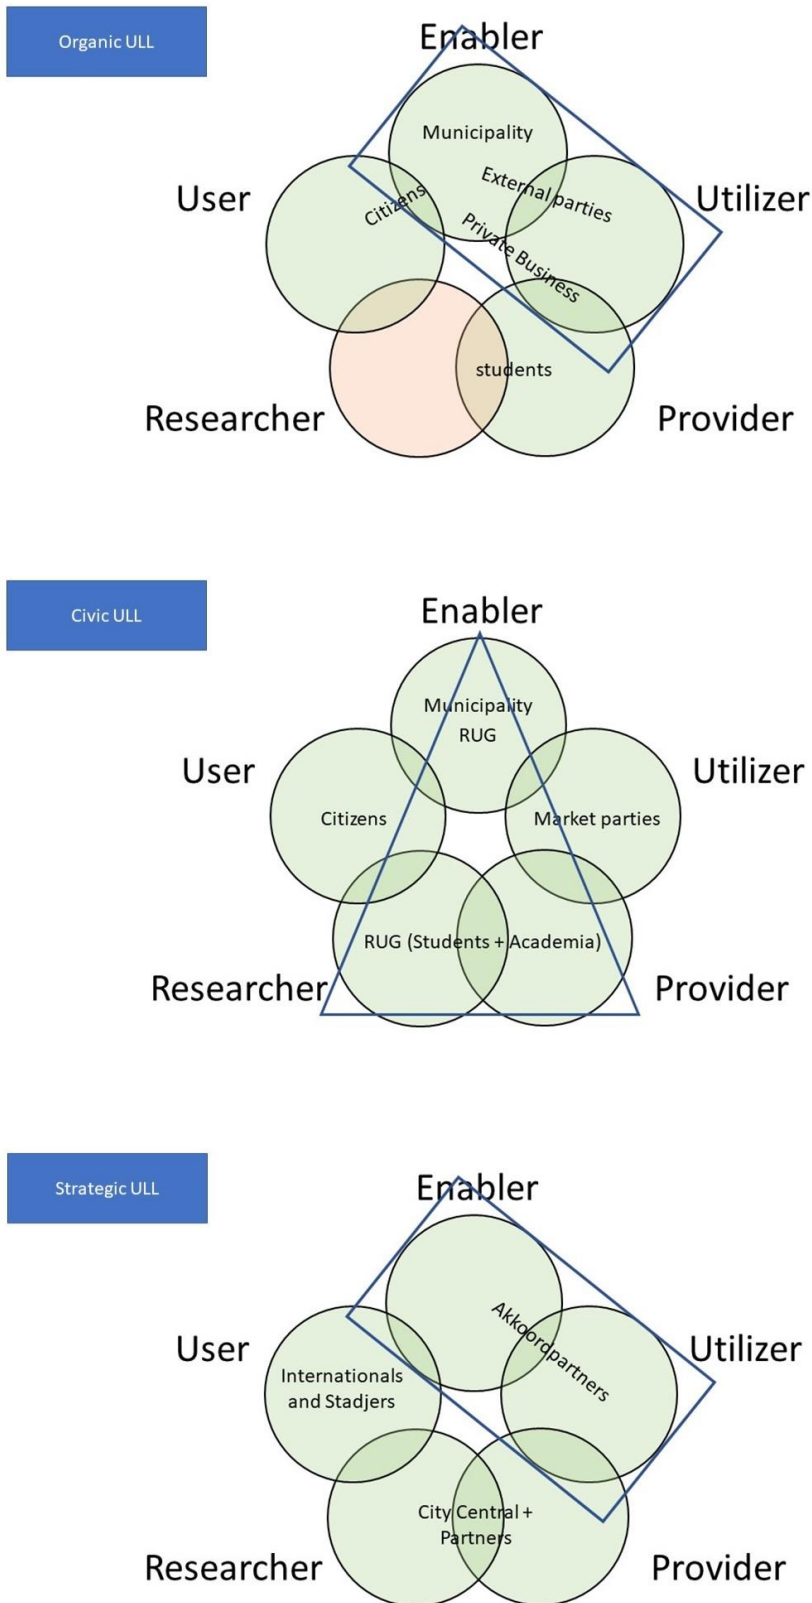 Organic ULL
Enabler
Municipality
External parties
User
Citizens
Utilizer
Private Business
students
Researcher
Provider
Civic ULL
Enabler
Municipality
RUG
User
Utilizer
Citizens
Market parties
RUG (Students + Academia)
Researcher
Provider
Strategic ULL
Enabler
Akkoordpartners
User
Utilizer
Internationals
and Stadjers
City Central +
Partners
Researcher
Provider